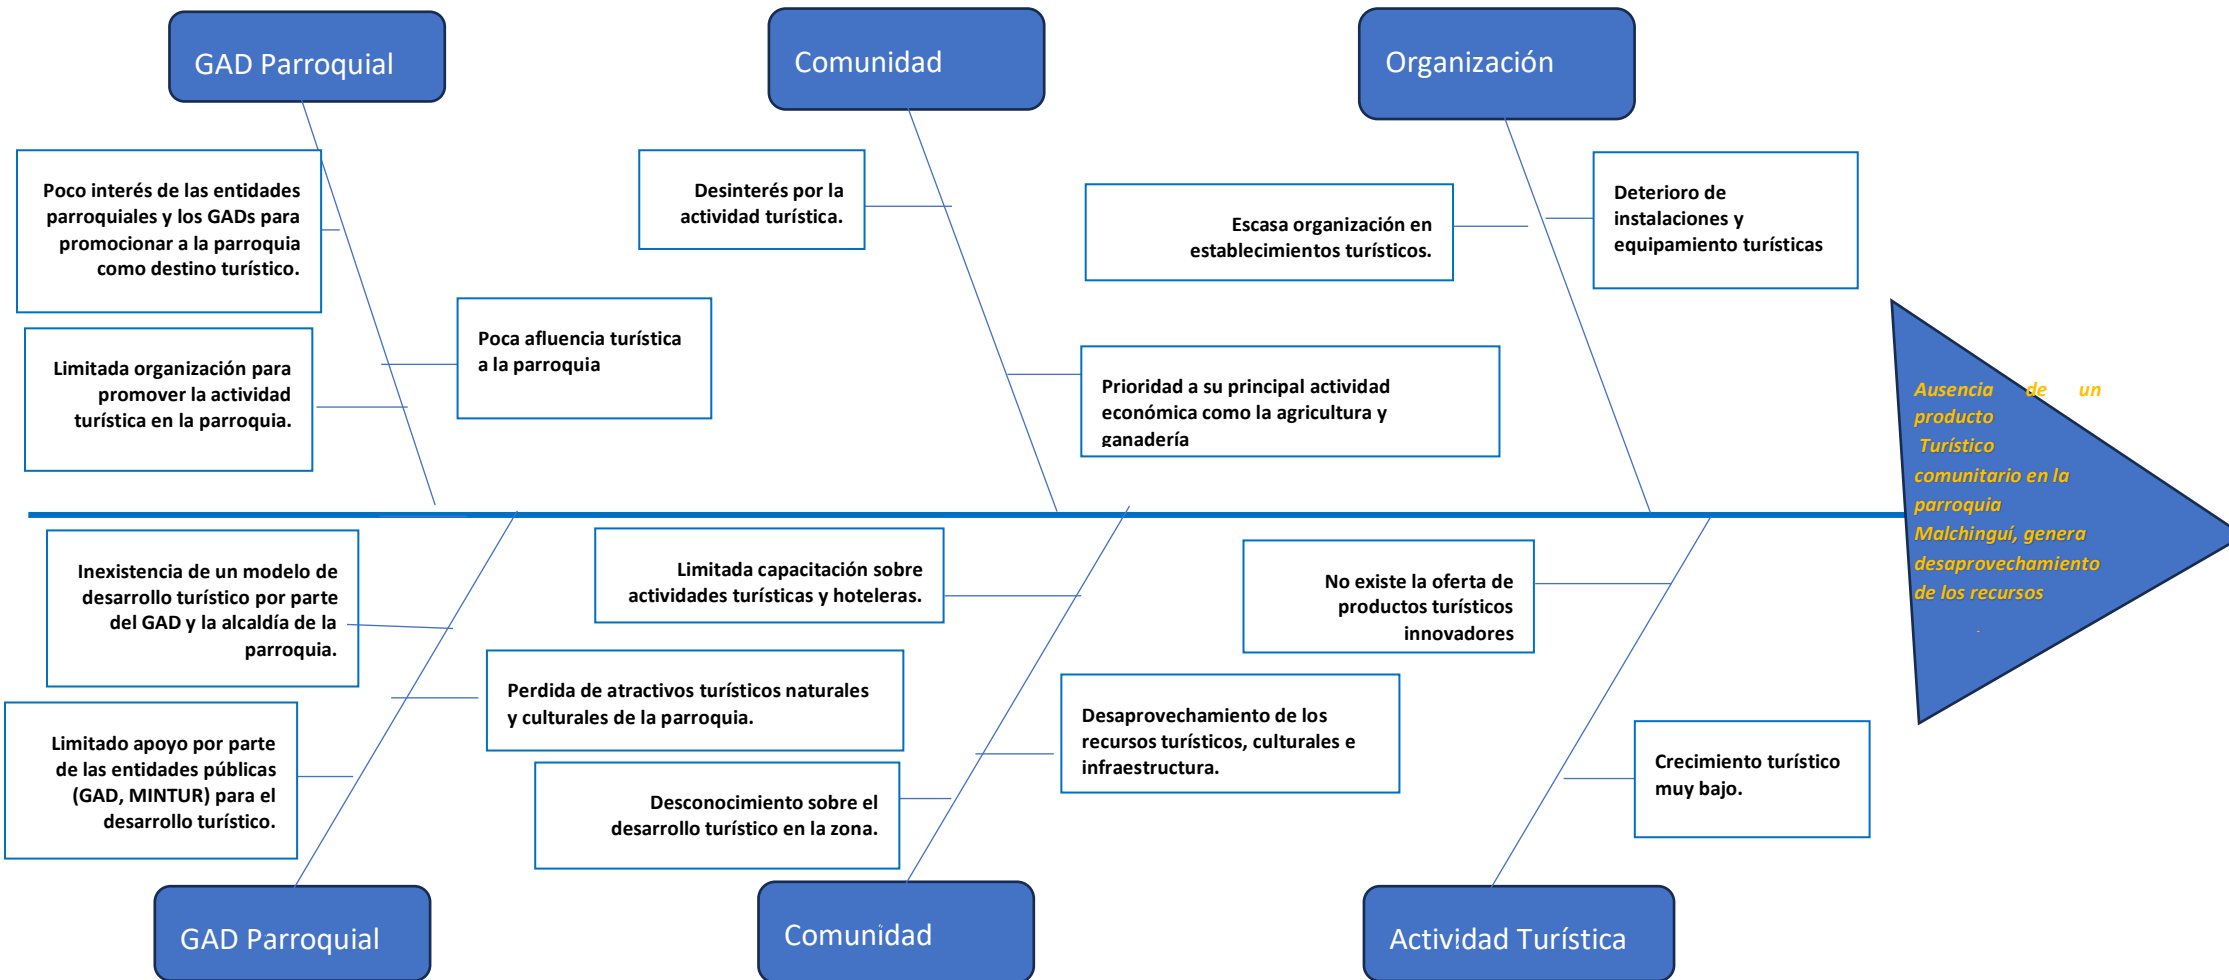 GAD Parroquial
Comunidad
Organización
Poco interés de las entidades
parroquiales y los GADs para
promocionar a la parroquia
como destino turístico.
Desinterés por la
actividad turística.
Escasa organización en
establecimientos turísticos.
Deterioro de
instalaciones y
equipamiento turísticas
Limitada organización para
promover la actividad
turística en la parroquia.
Poca afluencia turística
a la parroquia
Prioridad a su principal actividad
económica como la agricultura y
ganadería
Ausencia de un
producto
Turístico
comunitario en la
parroquia
Malchinguí, genera
desaprovechamiento
de los recursos
.
Inexistencia de un modelo de
desarrollo turístico por parte
del GAD y la alcaldía de la
parroquia.
Limitada capacitación sobre
actividades turísticas y hoteleras.
No existe la oferta de
productos turísticos
innovadores
Perdida de atractivos turísticos naturales
y culturales de la parroquia.
Desaprovechamiento de los
recursos turísticos, culturales e
infraestructura.
Limitado apoyo por parte
de las entidades públicas
(GAD, MINTUR) para el
desarrollo turístico.
Desconocimiento sobre el
desarrollo turístico en la zona.
Crecimiento turístico
muy bajo.
GAD Parroquial
Comunidad
Actividad Turística